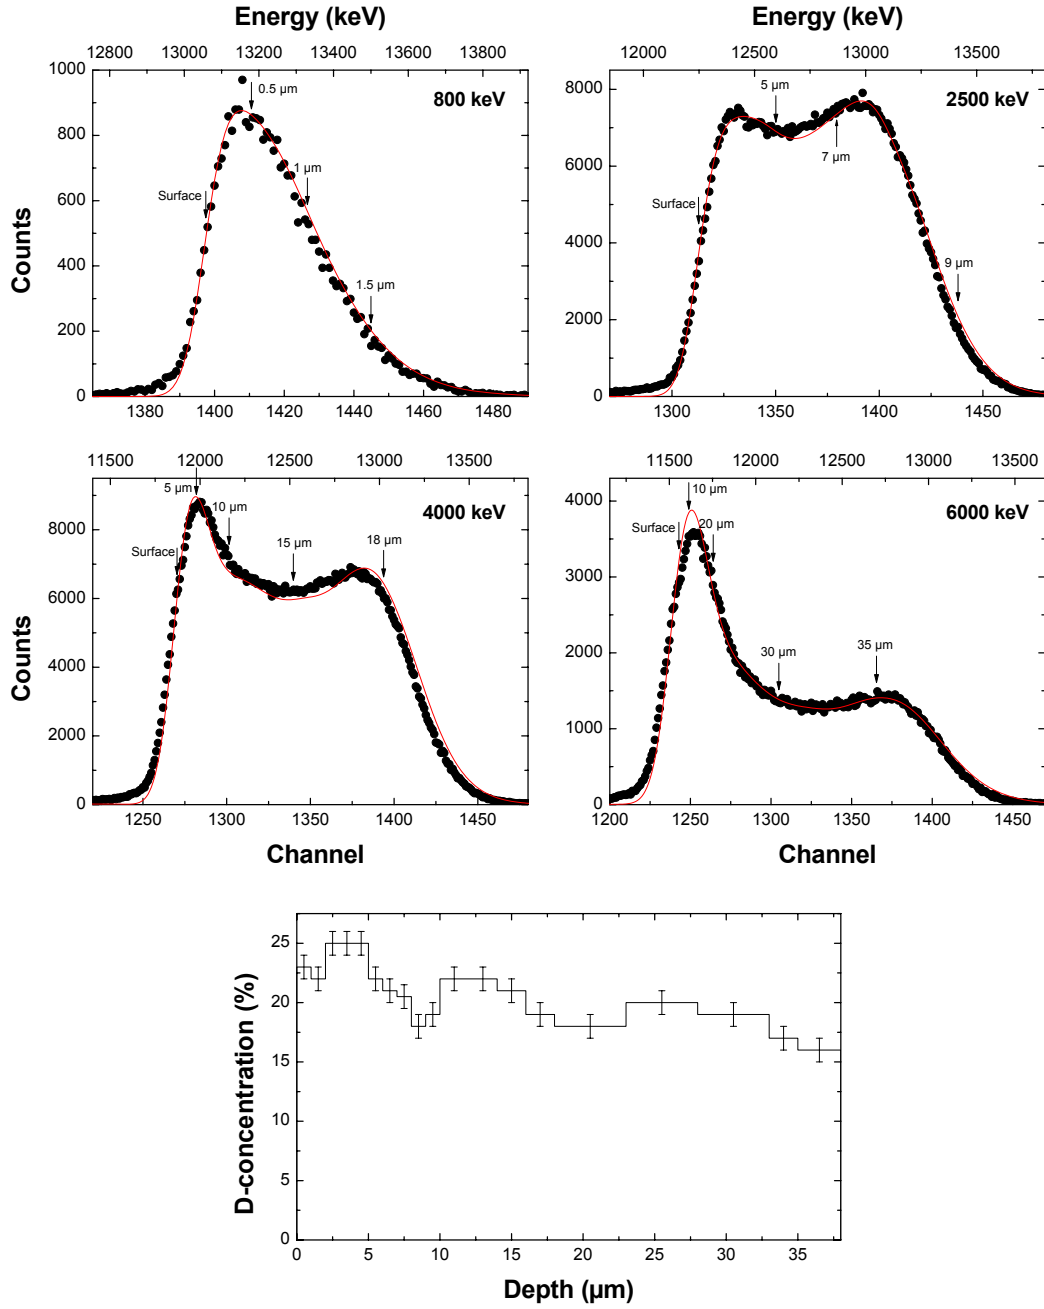 Energy (keV)
Energy (keV)
12800 13000 13200 13400 13600 13800
12000 12500 13000 13500
1000
800
600
400
200
0
Counts
800 keV
Surface
0.5 µm
1 µm
1.5 µm
1380 1400 1420 1440 1460 1480
8000
6000
4000
2000
0
2500 keV
Surface
5 µm
7 µm
9 µm
1300 1350 1400 1450
11500 12000 12500 13000 13500
11500 12000 12500 13000 13500
8000
6000
4000
2000
0
Counts
4000 keV
Surface
5 µm
10 µm
15 µm
18 µm
1250 1300 1350 1400 1450
Channel
4000
3000
2000
1000
0
6000 keV
Surface
10 µm
20 µm
30 µm
35 µm
1200 1250 1300 1350 1400 1450
Channel
25
20
15
10
5
0
D-concentration (%)
0 5 10 15 20 25 30 35
Depth (µm)